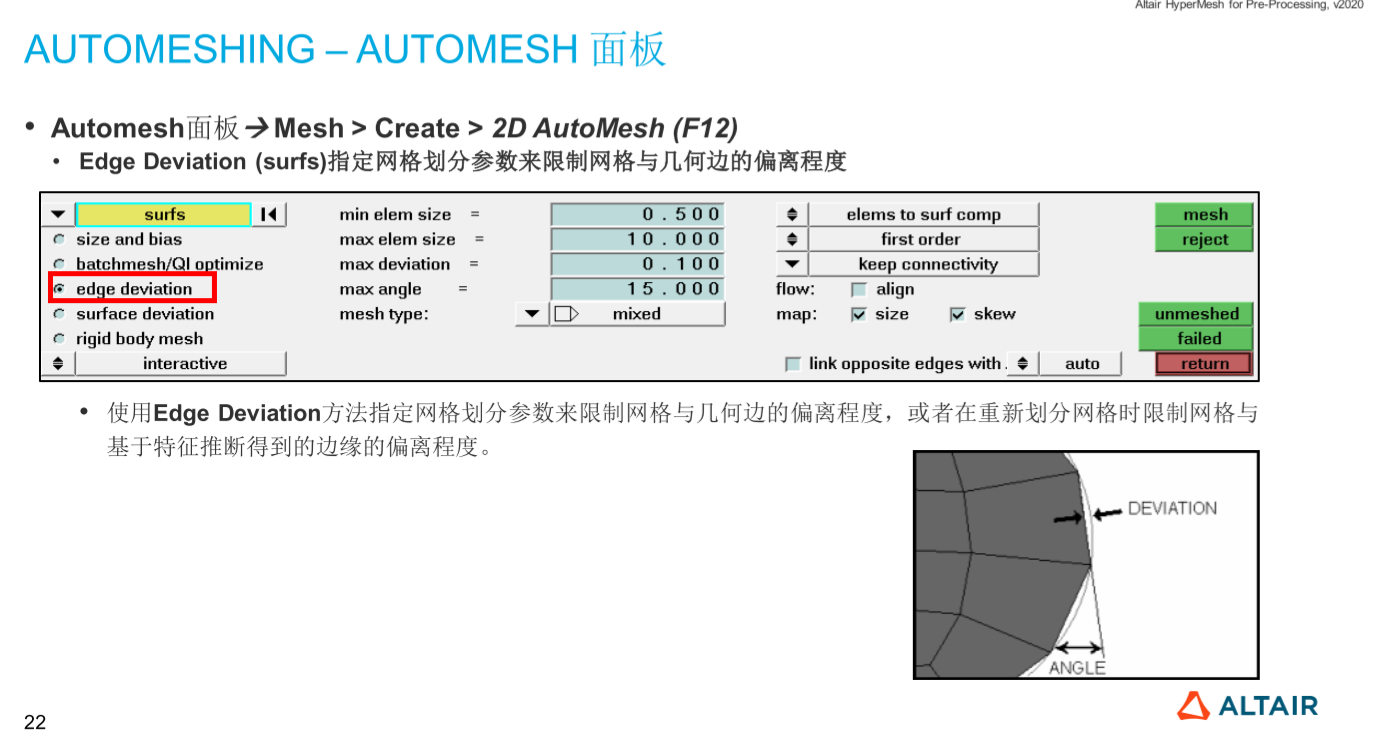 Altair HyperMesh for Pre-Processing, v2020
AUTOMESHING – AUTOMESH 面板
• Automesh面板 → Mesh > Create > 2D AutoMesh (F12)
• Edge Deviation (surfs)指定网格划分参数来限制网格与几何边的偏离程度
surfs min elem size = 0.500 elems to surf comp mesh
size and bias max elem size = 10.000 first order reject
batchmesh/QI optimize max deviation = 0.100 keep connectivity
edge deviation max angle = 15.000 flow: align
surface deviation mesh type: mixed map: size skew unmeshed
rigid body mesh failed
interactive link opposite edges with . auto return
• 使用Edge Deviation方法指定网格划分参数来限制网格与几何边的偏离程度，或者在重新划分网格时限制网格与
基于特征推断得到的边缘的偏离程度。
DEVIATION
ANGLE
ALTAIR
22